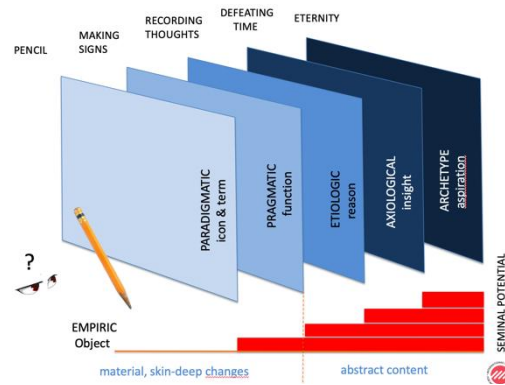 PENCIL
MAKING
SIGNS
RECORDING
THOUGHTS
DEFEATING
TIME
ETERNITY
PARADIGMATIC
icon & term
PRAGMATIC
function
ETIOLOGIC
reason
AXIOLOGICAL
insight
ARCHETYPE
aspiration
?
EMPIRIC
Object
SEMINAL POTENTIAL
material, skin-deep changes
abstract content